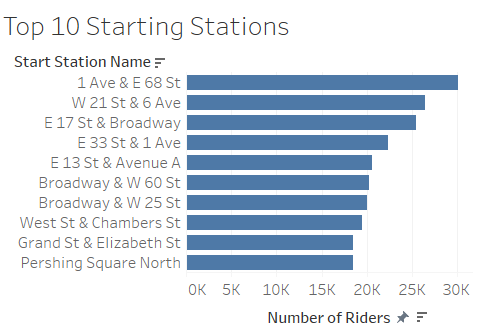 Top 10 Starting Stations
Start Station Name
1 Ave & E 68 St
W 21 St & 6 Ave
E 17 St & Broadway
E 33 St & 1 Ave
E 13 St & Avenue A
Broadway & W 60 St
Broadway & W 25 St
West St & Chambers St
Grand St & Elizabeth St
Pershing Square North
0K 5K 10K 15K 20K 25K 30K
Number of Riders